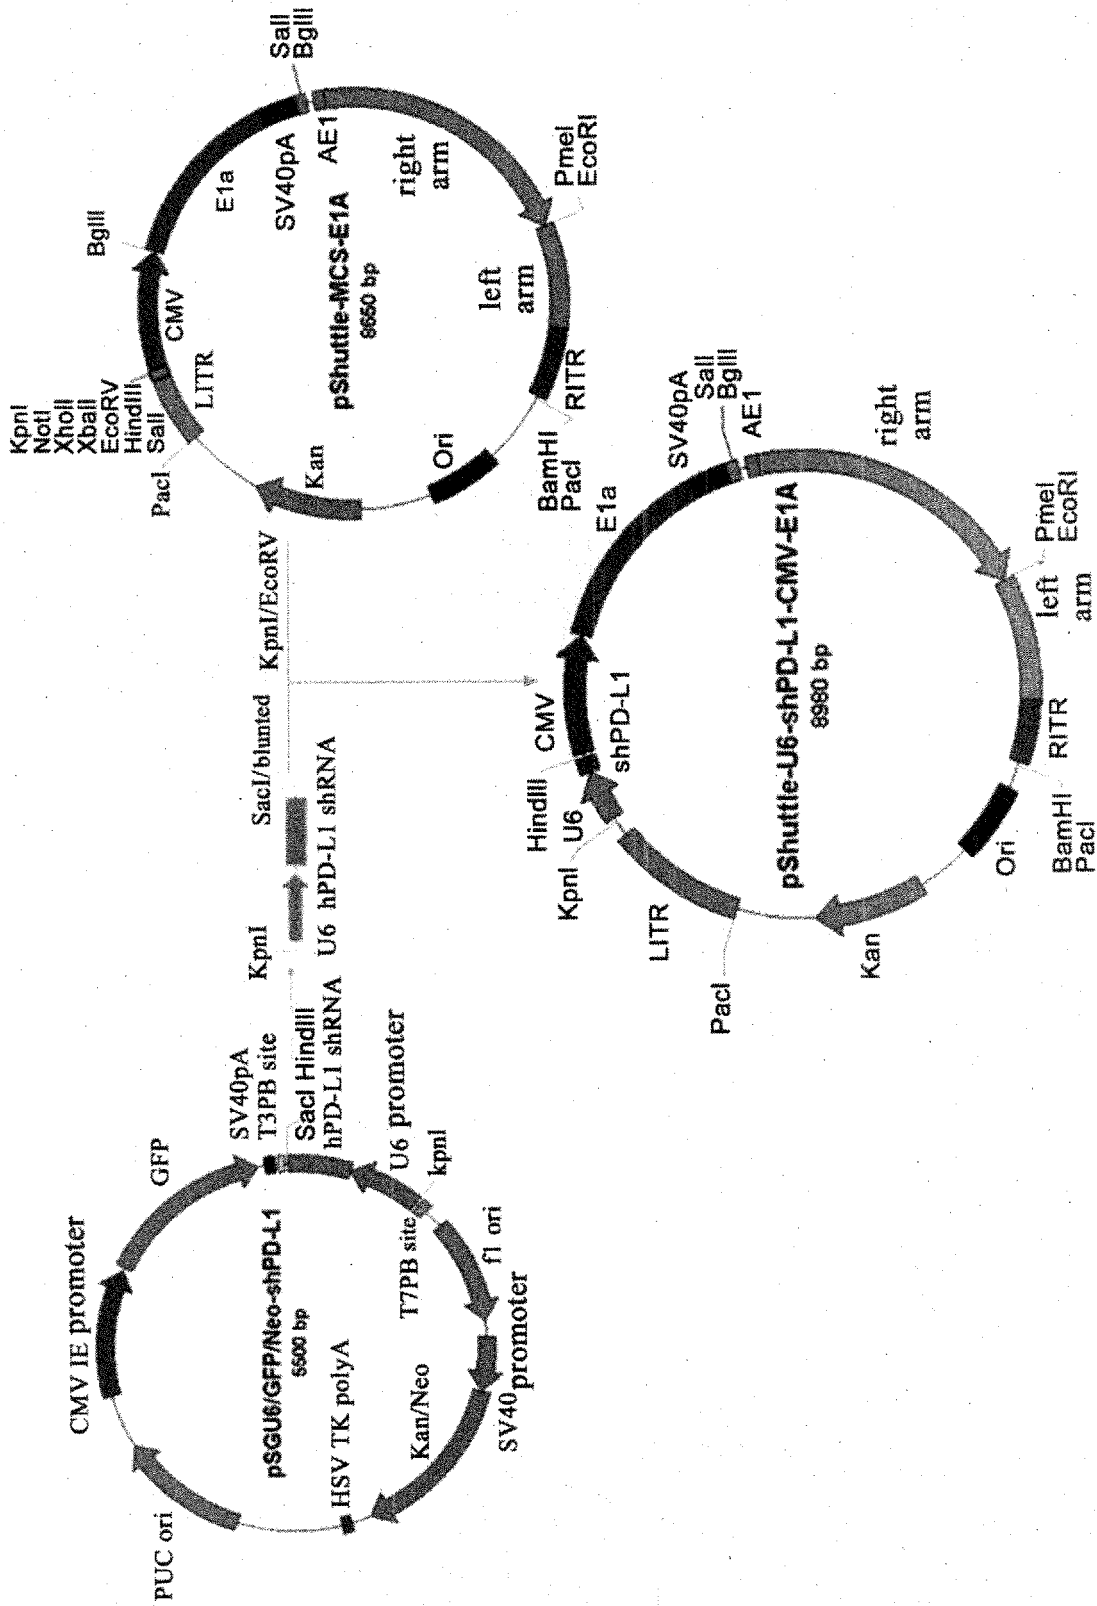 CMV IE promoter
GFP
SV40pA
T3PB site
SacI HindIII
hPD-L1 shRNA
U6 promoter
kpnI
T7PB site
f1 ori
SV40 promoter
Kan/Neo
HSV TK polyA
PUC ori
pSGU6/GFP/Neo-shPD-L1
5500 bp
KpnI
U6 hPD-L1 shRNA
SacI/blunted
KpnI/EcoRV
KpnI
NotI
XhoII
XbaII
EcoRV
HindIII
SalI
PacI
LITR
CMV
BglII
E1a
SV40pA
SalI
BglII
AE1
right
arm
PmeI
EcoRI
left
arm
RITR
BamHI
PacI
Ori
Kan
pShuttle-MCS-E1A
8650 bp
HindIII
CMV
U6
shPD-L1
KpnI
LITR
PacI
Kan
Ori
BamHI
PacI
RITR
left
arm
PmeI
EcoRI
right
arm
AE1
SalI
BglII
SV40pA
E1a
pShuttle-U6-shPD-L1-CMV-E1A
8980 bp